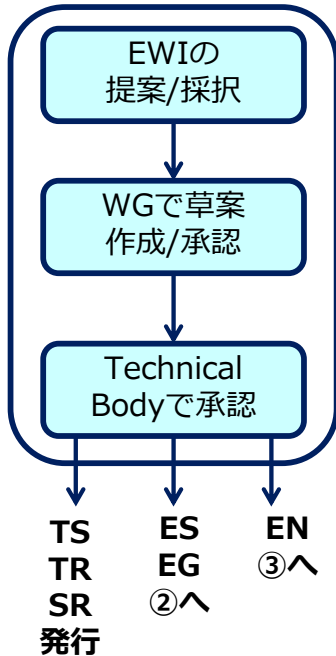 EWIの
提案/採択
WGで草案
作成/承認
Technical
Bodyで承認
TS
TR
SR
発行
ES
EG
②へ
EN
③へ